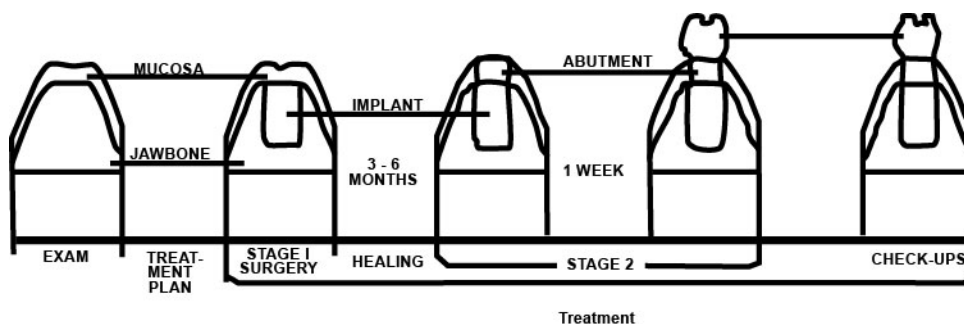 MUCOSA
ABUTMENT
IMPLANT
JAWBONE
3 - 6
MONTHS
1 WEEK
EXAM
TREAT-
MENT
PLAN
STAGE I
SURGERY
HEALING
STAGE 2
CHECK-UPS
Treatment